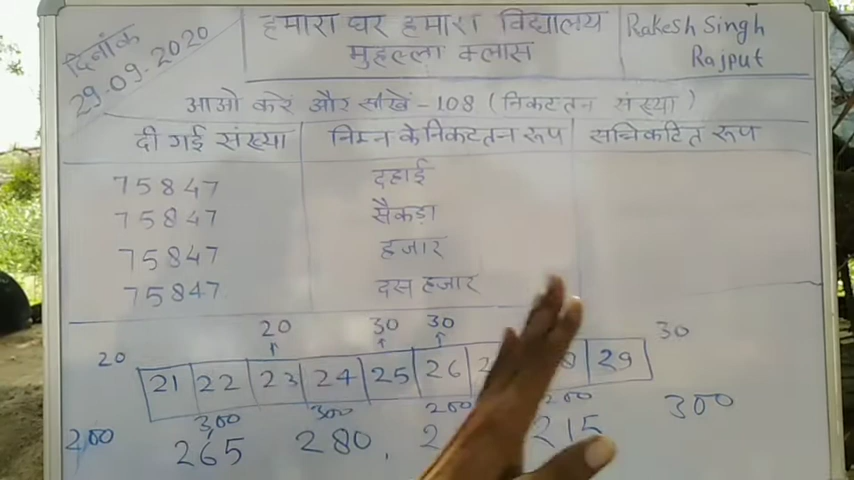 दिनांक
29.09.2020
हमारा घर हमारा विद्यालय
मुहल्ला क्लास
Rakesh Singh
Rajput
आओ करें और सीखें - 108 (निकटतन संख्या)
दी गई संख्या निम्न के निकटतन रूप सन्निकटित रूप
75847 दहाई
75847 सैकड़ा
75847 हजार
75847 दस हजार
20 30 30
20 30
21 22 23 24 25 26 29
300 300 200 200
200 300
265 280, 215